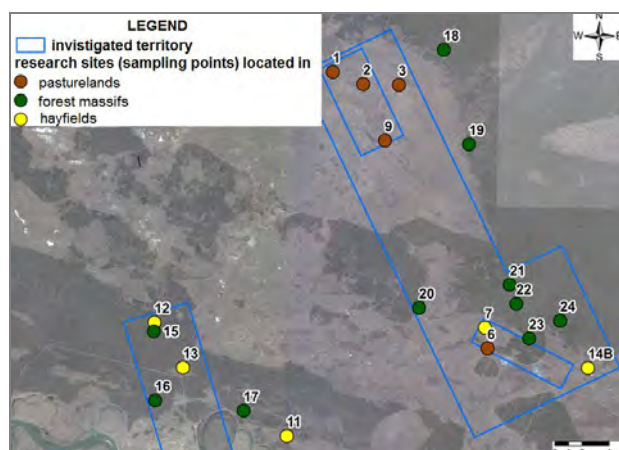 LEGEND
invistigated territory
research sites (sampling points) located in
pasturelands
forest massifs
hayfields
N
W E
S
18
1
2
3
9
19
21
22
20
24
12
7
15
23
6
13
14B
16
17
11